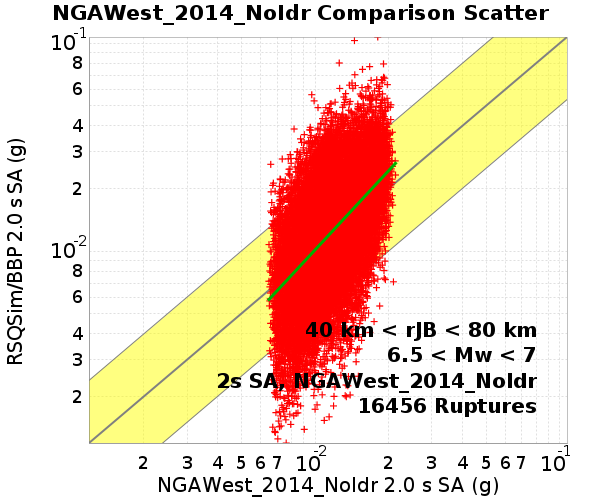 NGAWest_2014_NoIdr Comparison Scatter
10-1
8
6
4
3
2
10-2
8
6
4
3
2
RSQSim/BBP 2.0 s SA (g)
40 km < rJB < 80 km
6.5 < Mw < 7
2s SA, NGAWest_2014_NoIdr
16456 Ruptures
2 3 4 5 6 7 10-2 2 3 4 5 6 7 10-1
NGAWest_2014_NoIdr 2.0 s SA (g)